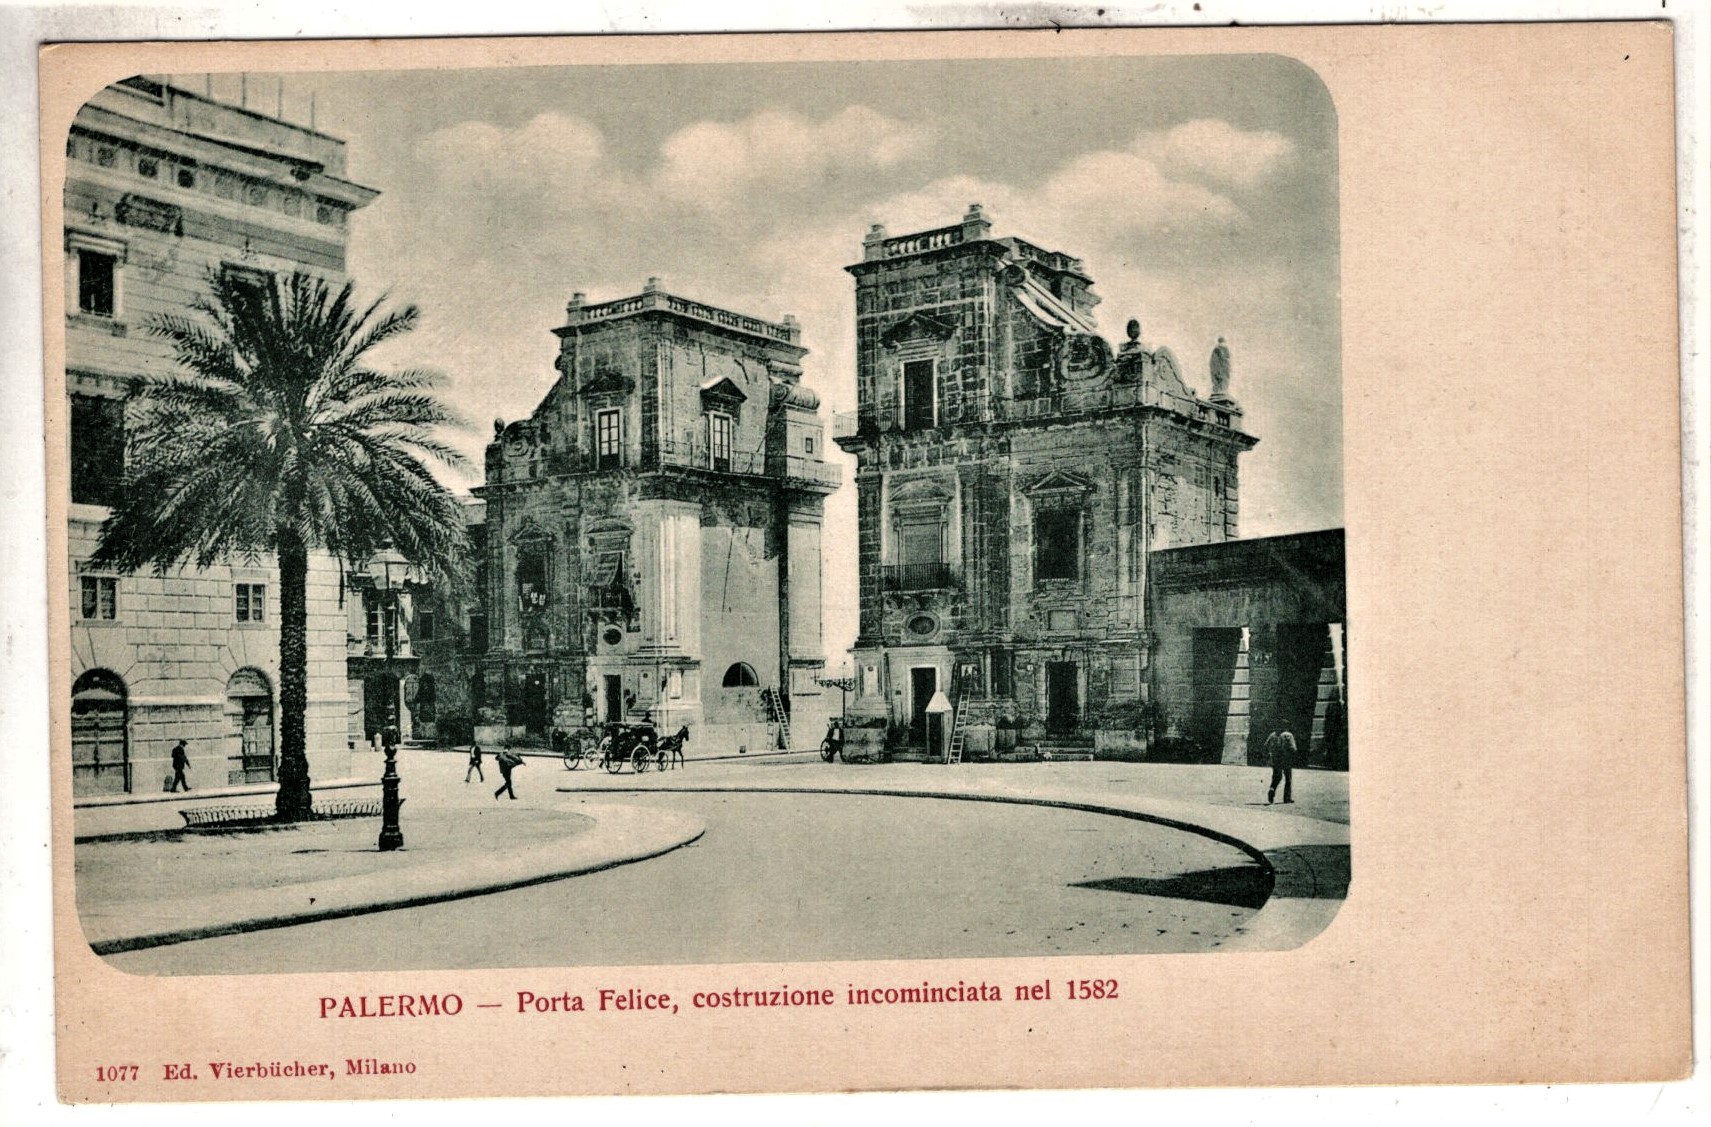 PALERMO — Porta Felice, costruzione incominciata nel 1582
1077 Ed. Vierbücher, Milano